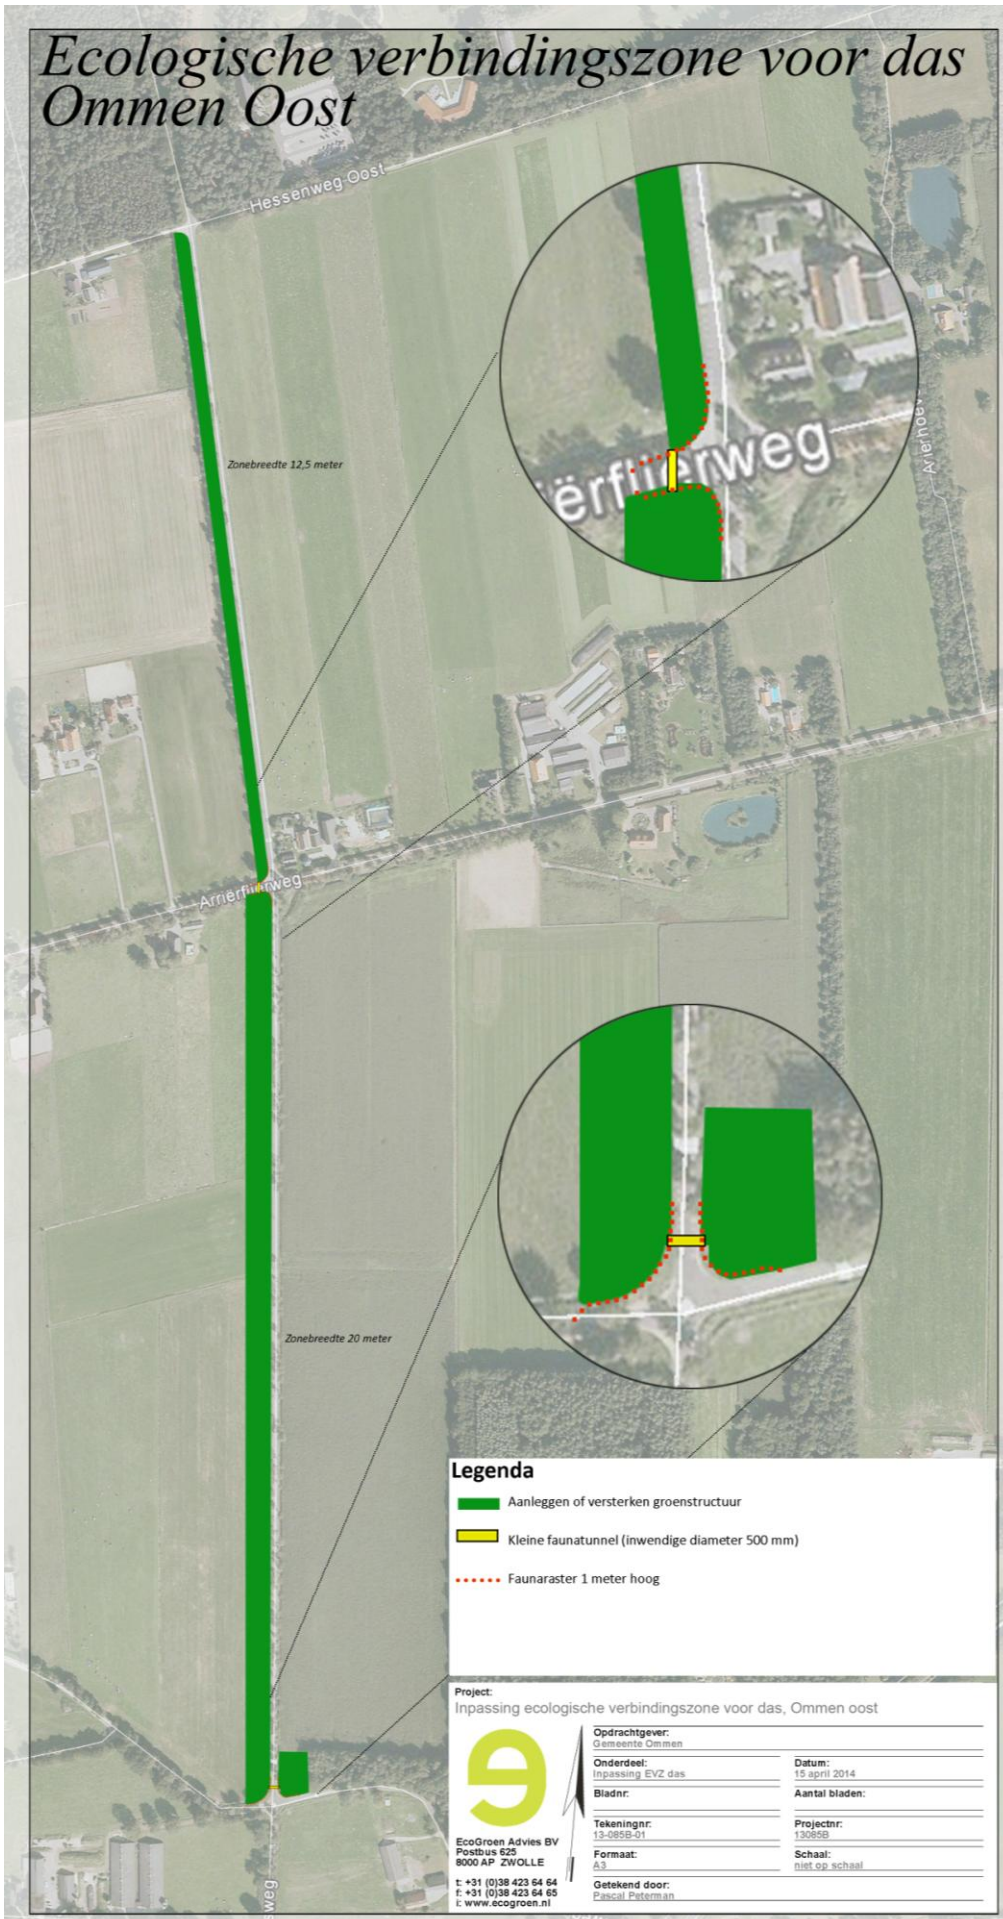 Ecologische verbindingszone voor das
Ommen Oost
Hessenweg-Oost
Zonebreedte 12,5 meter
Arriërflierweg
Zonebreedte 20 meter
Legenda
Aanleggen of versterken groenstructuur
Kleine faunatunnel (inwendige diameter 500 mm)
Faunaraster 1 meter hoog
Project:
Inpassing ecologische verbindingszone voor das, Ommen oost
Opdrachtgever:
Gemeente Ommen
Onderdeel:
Inpassing EVZ das
Datum:
15 april 2014
Bladnr:
Aantal bladen:
Tekeningnr:
13-085B-01
Projectnr:
13085B
Formaat:
A3
Schaal:
niet op schaal
Getekend door:
Pascal Peterman
EcoGroen Advies BV
Postbus 625
8000 AP ZWOLLE
t: +31 (0)38 423 64 64
f: +31 (0)38 423 64 65
i: www.ecogroen.nl
sweg